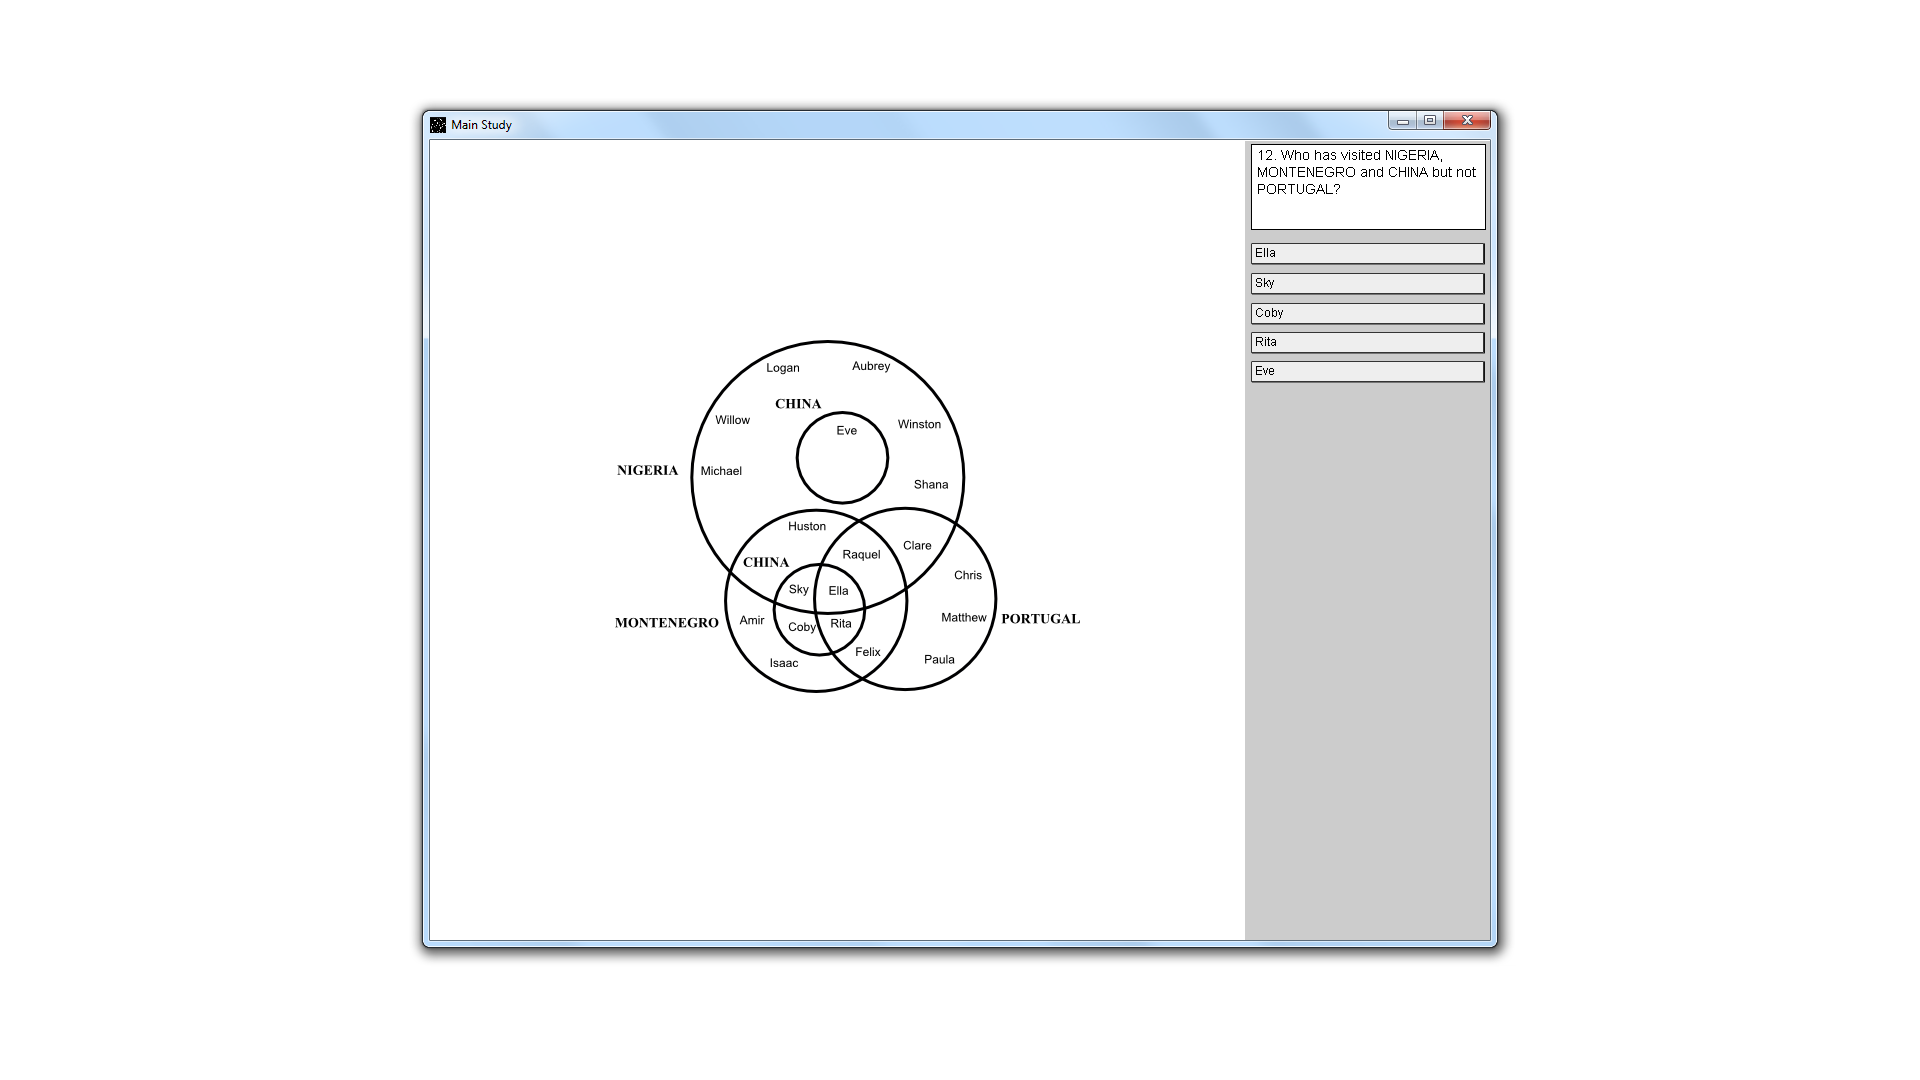 Main Study
12. Who has visited NIGERIA,
MONTENEGRO and CHINA but not
PORTUGAL?
Ella
Sky
Coby
Rita
Eve
Logan
Aubrey
CHINA
Willow
Eve
Winston
NIGERIA
Michael
Shana
Huston
Clare
Raquel
CHINA
Chris
Sky
Ella
Matthew
PORTUGAL
MONTENEGRO
Amir
Coby
Rita
Felix
Paula
Isaac